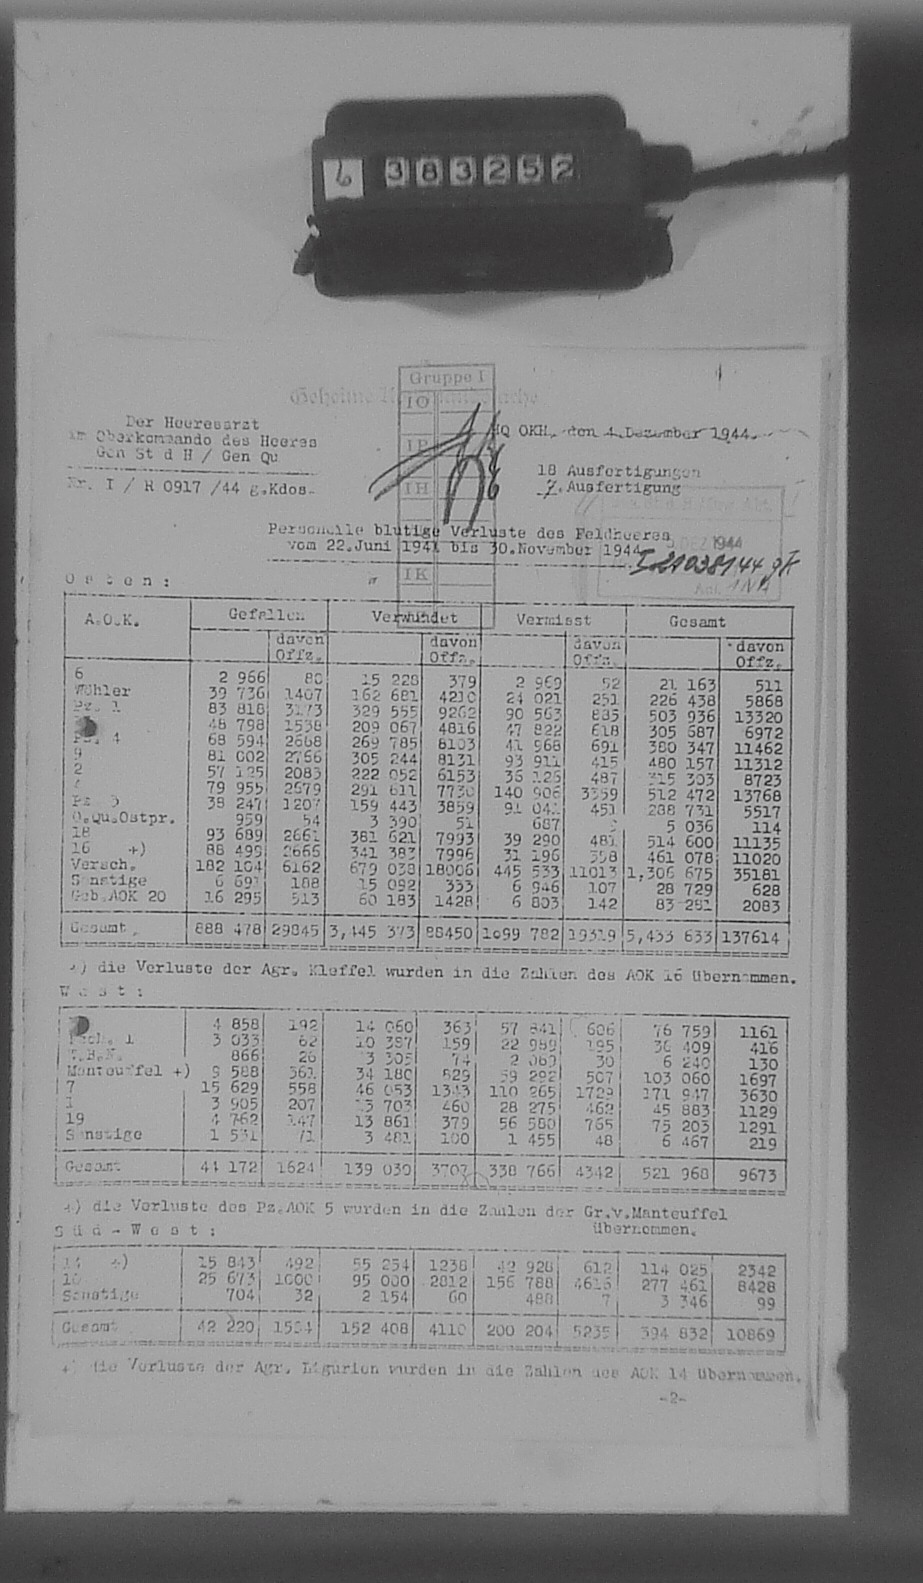 6 383252
Gruppe I
Geheime
IO
Der Heeresarzt
im Oberkommando des Heeres
Gen St d H / Gen Qu
HQ OKH, den 4.Dezember 1944.
IP
18 Ausfertigungen
7. Ausfertigung
Nr. I / R 0917 /44 g.Kdos.
IH
Personelle blutige Verluste des Feldheeres
vom 22.Juni 1941 bis 30.November 1944
DEZ 1944
IK
Osten:
A.O.K. Gefallen Verwundet Vermisst Gesamt
davon Offz. davon Offz. davon Offz. davon Offz.
6 2 966 80 15 228 379 2 969 52 21 163 511
Wöhler 39 736 1407 162 681 4210 24 021 251 226 438 5868
Pz. 1 83 818 3173 329 555 9262 90 563 885 503 936 13320
48 798 1538 209 067 4816 47 822 618 305 687 6972
Pz. 4 68 594 2668 269 785 8103 41 968 691 380 347 11462
9 81 002 2766 305 244 8131 93 911 415 480 157 11312
2 57 125 2083 222 052 6153 36 126 487 315 303 8723
4 79 955 2679 291 611 7730 140 906 3359 512 472 13768
Pz. 3 38 247 1207 159 443 3859 91 041 451 288 731 5517
O.Qu.Ostpr. 959 54 3 390 51 687 5 036 114
18 93 689 2661 381 621 7993 39 290 481 514 600 11135
16 +) 88 499 2666 341 383 7996 31 196 358 461 078 11020
Versch. 182 104 6162 679 038 18006 445 533 11013 1,306 675 35181
Sonstige 6 691 188 15 092 333 6 946 107 28 729 628
Geb.AOK 20 16 295 513 60 183 1428 6 803 142 83 281 2083
Gesamt 888 478 29845 3,445 373 88450 1099 782 19319 5,433 633 137614
+) die Verluste der Agr. Kleffel wurden in die Zahlen des AOK 16 übernommen.
West:
4 858 192 14 060 363 57 841 606 76 759 1161
1 3 033 62 10 387 159 22 989 195 36 409 416
W.B.N. 866 26 3 305 74 2 069 30 6 240 130
Manteuffel +) 9 588 361 34 180 829 59 292 507 103 060 1697
7 15 629 558 46 053 1343 110 265 1729 171 947 3630
1 3 905 207 13 703 460 28 275 462 45 883 1129
19 4 762 147 13 861 379 56 580 765 75 203 1291
Sonstige 1 531 71 3 481 100 1 455 48 6 467 219
Gesamt 44 172 1624 139 030 3707 338 766 4342 521 968 9673
+) die Verluste des Pz.AOK 5 wurden in die Zahlen der Gr.v.Manteuffel
übernommen.
Süd-West:
14 +) 15 843 492 55 254 1238 42 928 612 114 025 2342
10 25 673 1000 95 000 2812 156 788 4616 277 461 8428
Sonstige 704 32 2 154 60 488 7 3 346 99
Gesamt 42 220 1524 152 408 4110 200 204 5235 394 832 10869
+) die Verluste der Agr. Ligurien wurden in die Zahlen des AOK 14 übernommen.
-2-